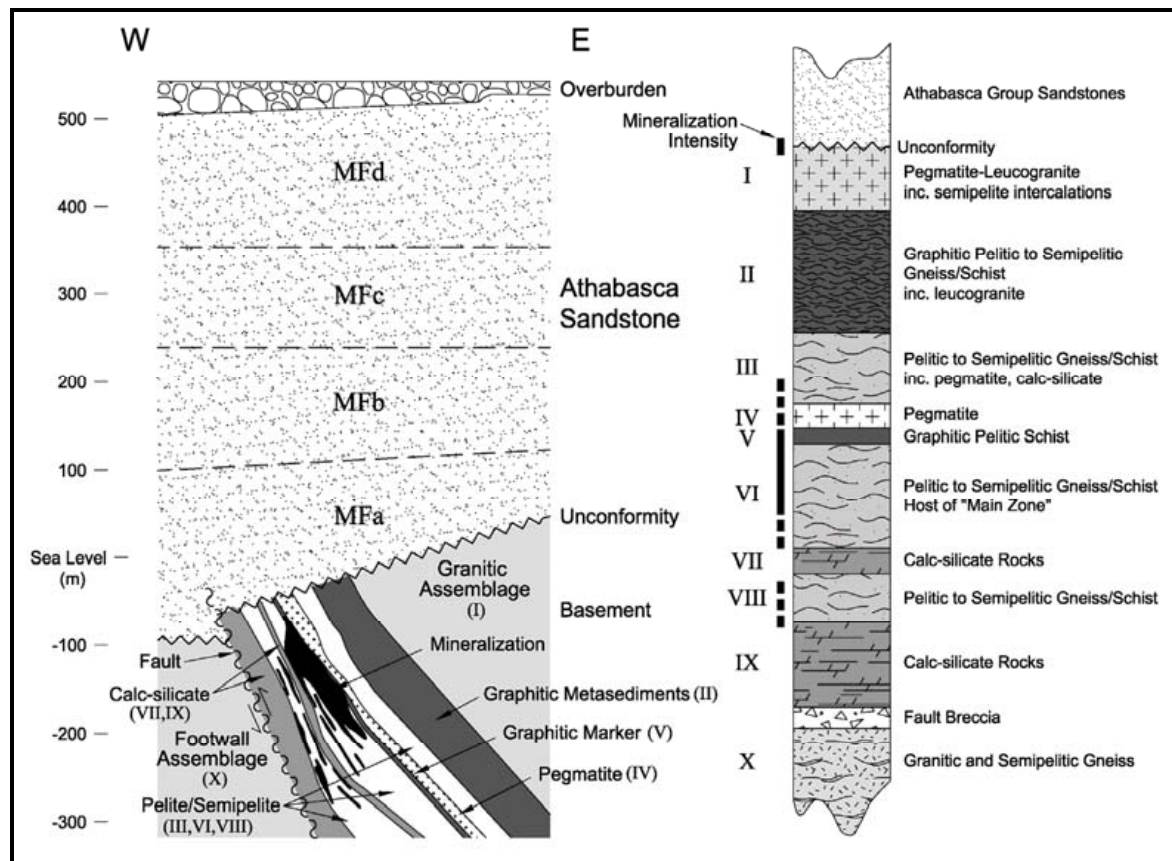 W
E
Overburden
500
400
300
200
100
Sea Level
(m)
-100
-200
-300
MFd
MFc
MFb
MFa
Athabasca
Sandstone
Unconformity
Basement
Granitic
Assemblage
(I)
Mineralization
Graphitic Metasediments (II)
Graphitic Marker (V)
Pegmatite (IV)
Fault
Calc-silicate
(VII,IX)
Footwall
Assemblage
(X)
Pelite/Semipelite
(III,VI,VIII)
Mineralization
Intensity
I
II
III
IV
V
VI
VII
VIII
IX
X
Athabasca Group Sandstones
Unconformity
Pegmatite-Leucogranite
inc. semipelite intercalations
Graphitic Pelitic to Semipelitic
Gneiss/Schist
inc. leucogranite
Pelitic to Semipelitic Gneiss/Schist
inc. pegmatite, calc-silicate
Pegmatite
Graphitic Pelitic Schist
Pelitic to Semipelitic Gneiss/Schist
Host of "Main Zone"
Calc-silicate Rocks
Pelitic to Semipelitic Gneiss/Schist
Calc-silicate Rocks
Fault Breccia
Granitic and Semipelitic Gneiss